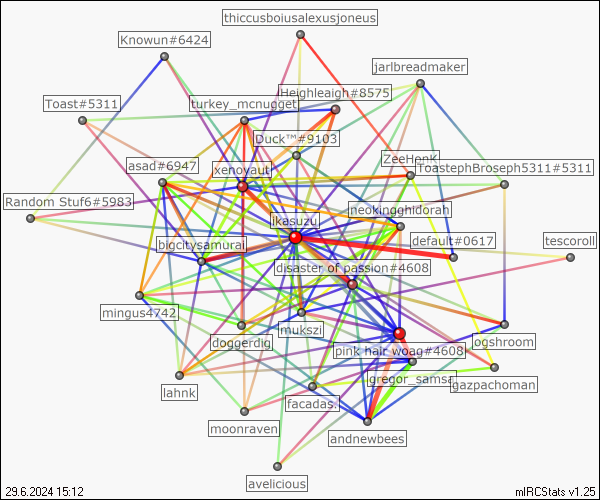 thiccusboiusalexusjoneus
Knowun#6424
jarlbreadmaker
Heighleaigh#8575
Toast#5311
turkey_mcnugget
Duck™#9103
ZeeHenK
asad#6947
xenoyaut
ToastephBroseph5311#5311
Random Stuf6#5983
ikasuzu
neokingghidorah
bigcitysamurai
default#0617
tescoroll
disaster of passion#4608
mingus4742
imukszi
doggerdig
ogshroom
pink hair woag#4608
gregor_samsa.
gazpachoman
lahnk
facadas.
moonraven
andnewbees
avelicious
29.6.2024 15:12
mIRCStats v1.25